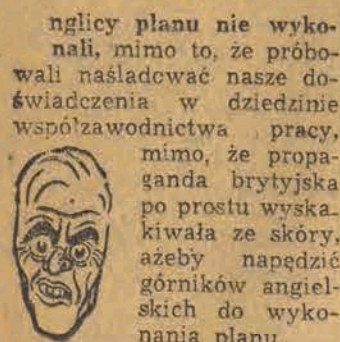 nglicy planu nie wyko-
nali, mimo to, że próbo-
wali naśladować nasze do-
świadczenia w dziedzinie
współzawodnictwa pracy,
mimo, że propa-
ganda brytyjska
po prostu wyska-
kiwała ze skóry,
ażeby napędzić
górników angiel-
skich do wyko-
nania planu.